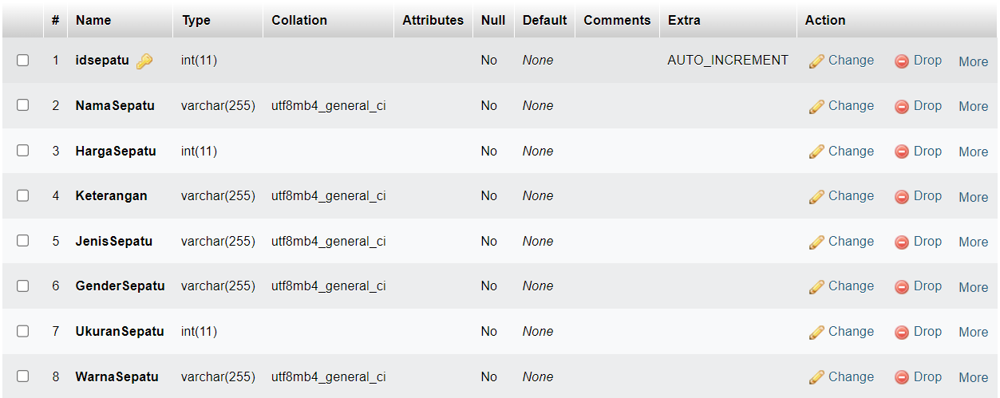 # Name Type Collation Attributes Null Default Comments Extra Action
1 idsepatu int(11) No None AUTO_INCREMENT Change Drop More
2 NamaSepatu varchar(255) utf8mb4_general_ci No None Change Drop More
3 HargaSepatu int(11) No None Change Drop More
4 Keterangan varchar(255) utf8mb4_general_ci No None Change Drop More
5 JenisSepatu varchar(255) utf8mb4_general_ci No None Change Drop More
6 GenderSepatu varchar(255) utf8mb4_general_ci No None Change Drop More
7 UkuranSepatu int(11) No None Change Drop More
8 WarnaSepatu varchar(255) utf8mb4_general_ci No None Change Drop More